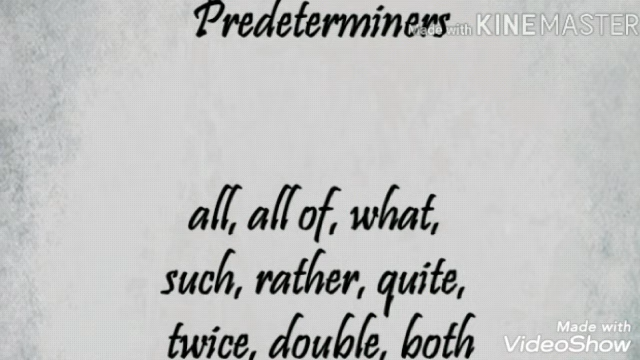 Predeterminers
Made with KINEMASTER
all, all of, what,
such, rather, quite,
twice, double, both
Made with
VideoShow